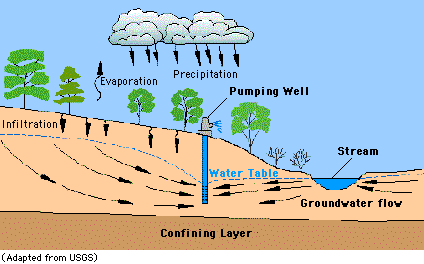 Evaporation
Precipitation
Pumping Well
Infiltration
Stream
Water Table
Groundwater flow
Confining Layer
(Adapted from USGS)